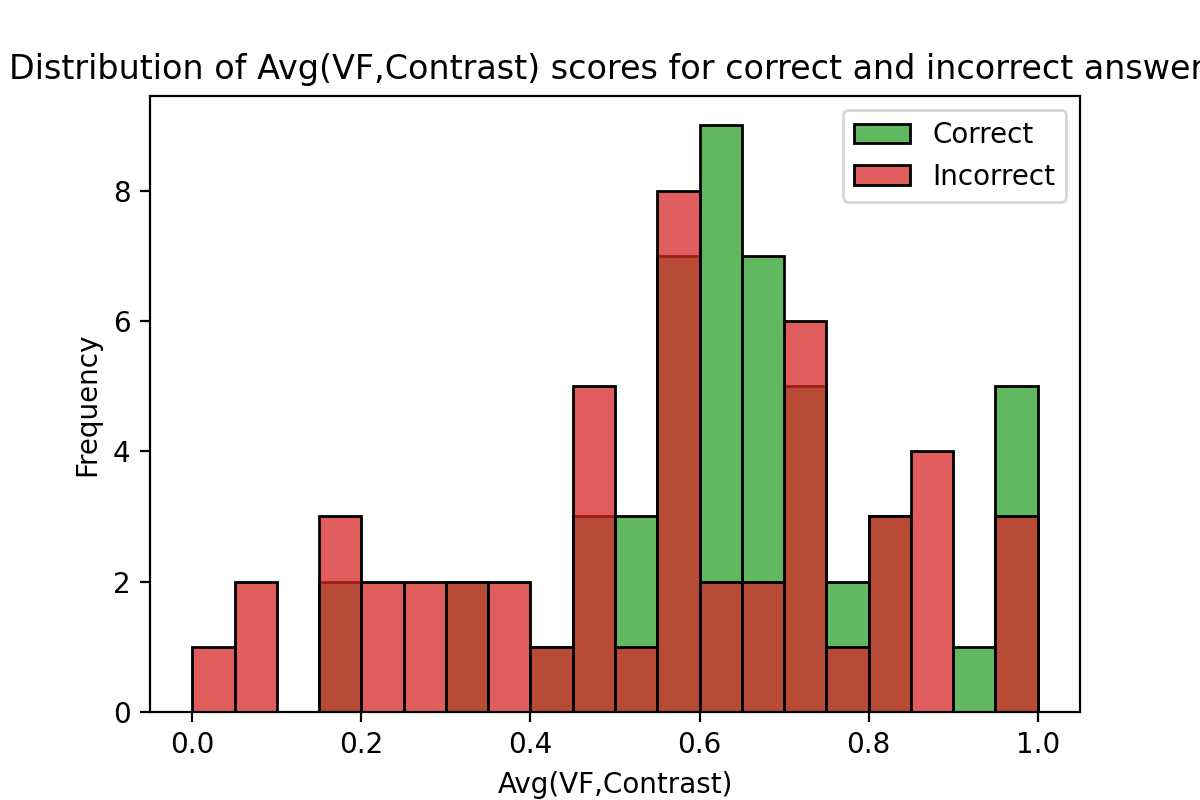 Distribution of Avg(VF,Contrast) scores for correct and incorrect answer
Correct
Incorrect
Frequency
8
6
4
2
0
0.0 0.2 0.4 0.6 0.8 1.0
Avg(VF,Contrast)